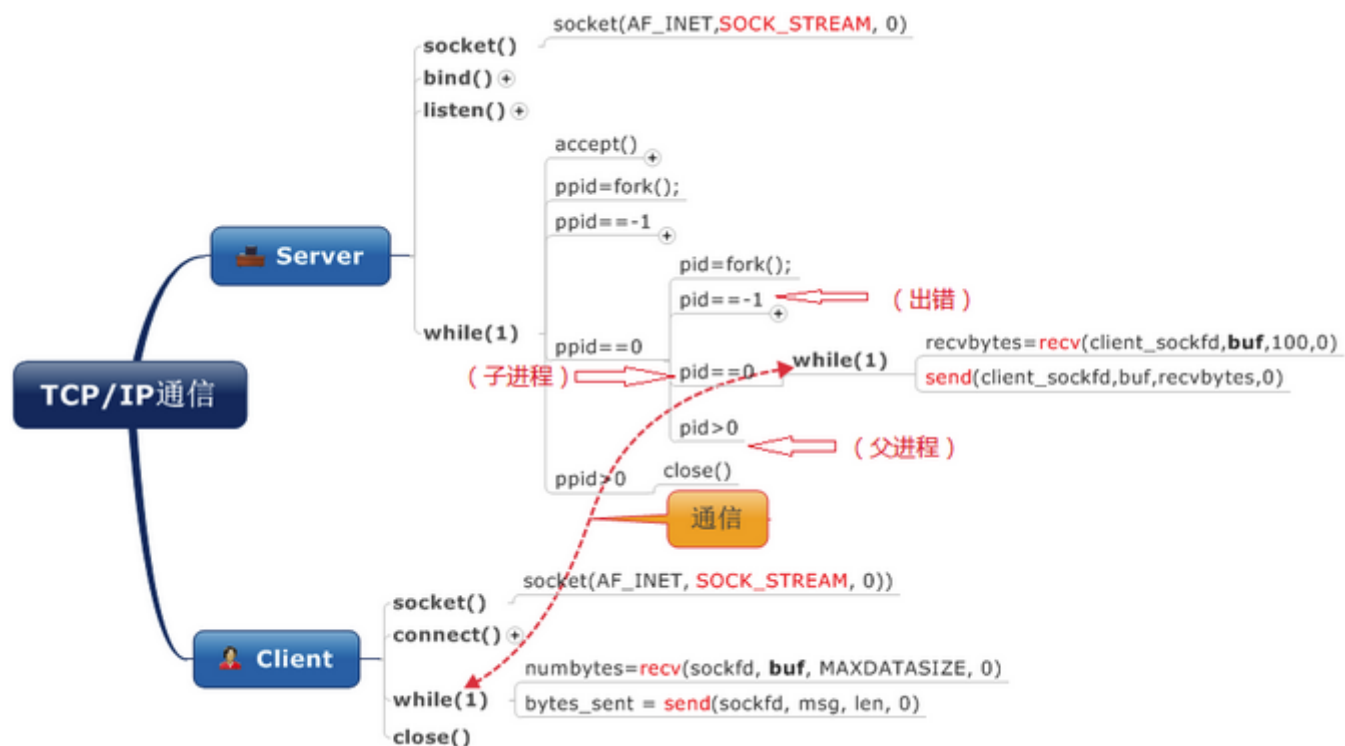 socket(AF_INET,SOCK_STREAM, 0)
socket()
bind()
listen()
accept()
ppid=fork();
ppid==-1
Server
pid=fork();
pid==-1
（出错）
while(1)
ppid==0
（子进程）
pid==0
while(1)
recvbytes=recv(client_sockfd,buf,100,0)
send(client_sockfd,buf,recvbytes,0)
TCP/IP通信
pid>0
（父进程）
ppid>0
close()
通信
socket(AF_INET, SOCK_STREAM, 0))
socket()
connect()
Client
numbytes=recv(sockfd, buf, MAXDATASIZE, 0)
while(1)
bytes_sent = send(sockfd, msg, len, 0)
close()